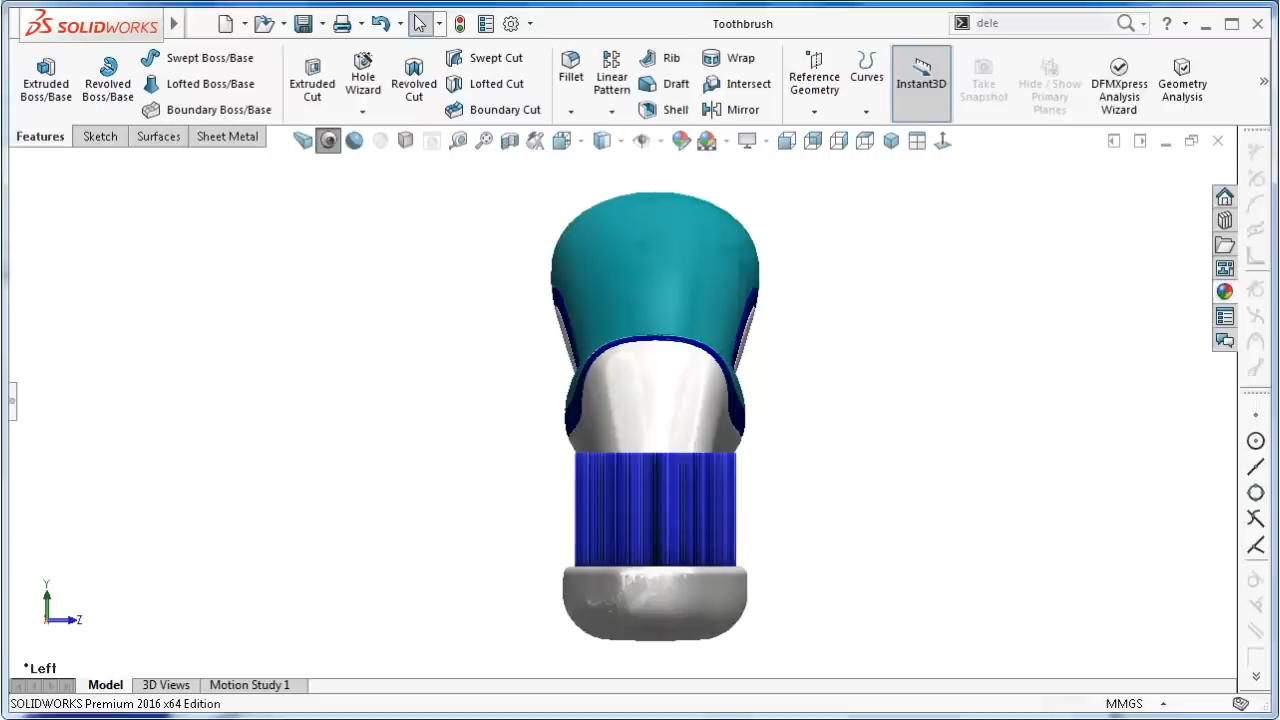 SOLIDWORKS
Toothbrush
dele
Extruded Boss/Base
Revolved Boss/Base
Swept Boss/Base
Lofted Boss/Base
Boundary Boss/Base
Extruded Cut
Hole Wizard
Revolved Cut
Swept Cut
Lofted Cut
Boundary Cut
Fillet
Linear Pattern
Rib
Draft
Shell
Wrap
Intersect
Mirror
Reference Geometry
Curves
Instant3D
Take Snapshot
Hide / Show Primary Planes
DFMXpress Analysis Wizard
Geometry Analysis
Features
Sketch
Surfaces
Sheet Metal
Y
Z
*Left
Model
3D Views
Motion Study 1
SOLIDWORKS Premium 2016 x64 Edition
MMGS